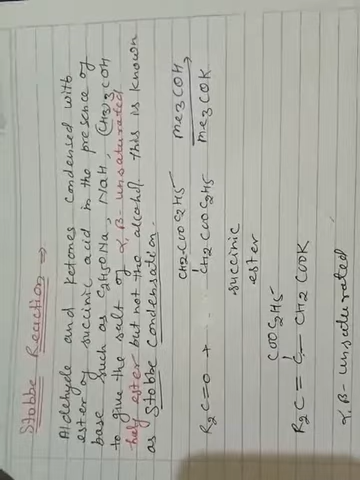 Stobbe Reaction ⇒
Aldehyde and ketones condensed with
ester of succinic acid in the presence of
base such as C2H5ONa, NaH, (CH3)3COH
to give the salt of α,β-unsaturated
half ester but not the alcohol. This is known
as Stobbe Condensation.
CH2COOC2H5 Me3COH
R2C=O + CH2COOC2H5 Me3COK
succinic
ester
COOC2H5
R2C = C — CH2COOK
α,β-unsaturated